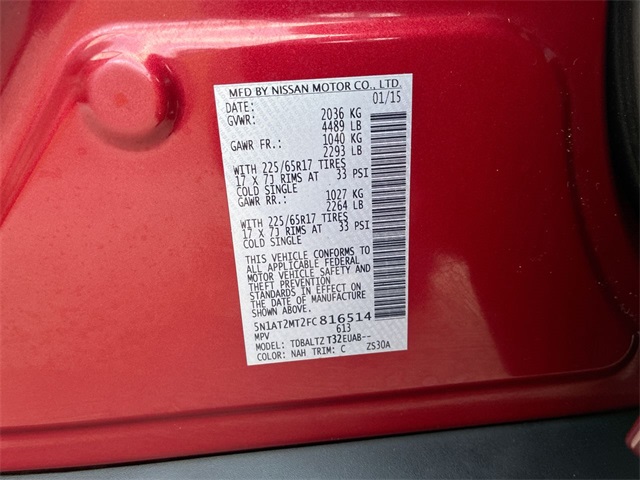 MFD BY NISSAN MOTOR CO., LTD.
DATE: 01/15
GVWR: 2036 KG
4489 LB
GAWR FR.: 1040 KG
2293 LB
WITH 225/65R17 TIRES
17 X 7J RIMS AT 33 PSI
COLD SINGLE
GAWR RR.: 1027 KG
2264 LB
WITH 225/65R17 TIRES
17 X 7J RIMS AT 33 PSI
COLD SINGLE
THIS VEHICLE CONFORMS TO
ALL APPLICABLE FEDERAL
MOTOR VEHICLE SAFETY AND
THEFT PREVENTION
STANDARDS IN EFFECT ON
THE DATE OF MANUFACTURE
SHOWN ABOVE.
5N1AT2MT2FC816514
MPV 613
MODEL: TDBALTZ T32EUAB--
COLOR: NAH TRIM: C ZS30A